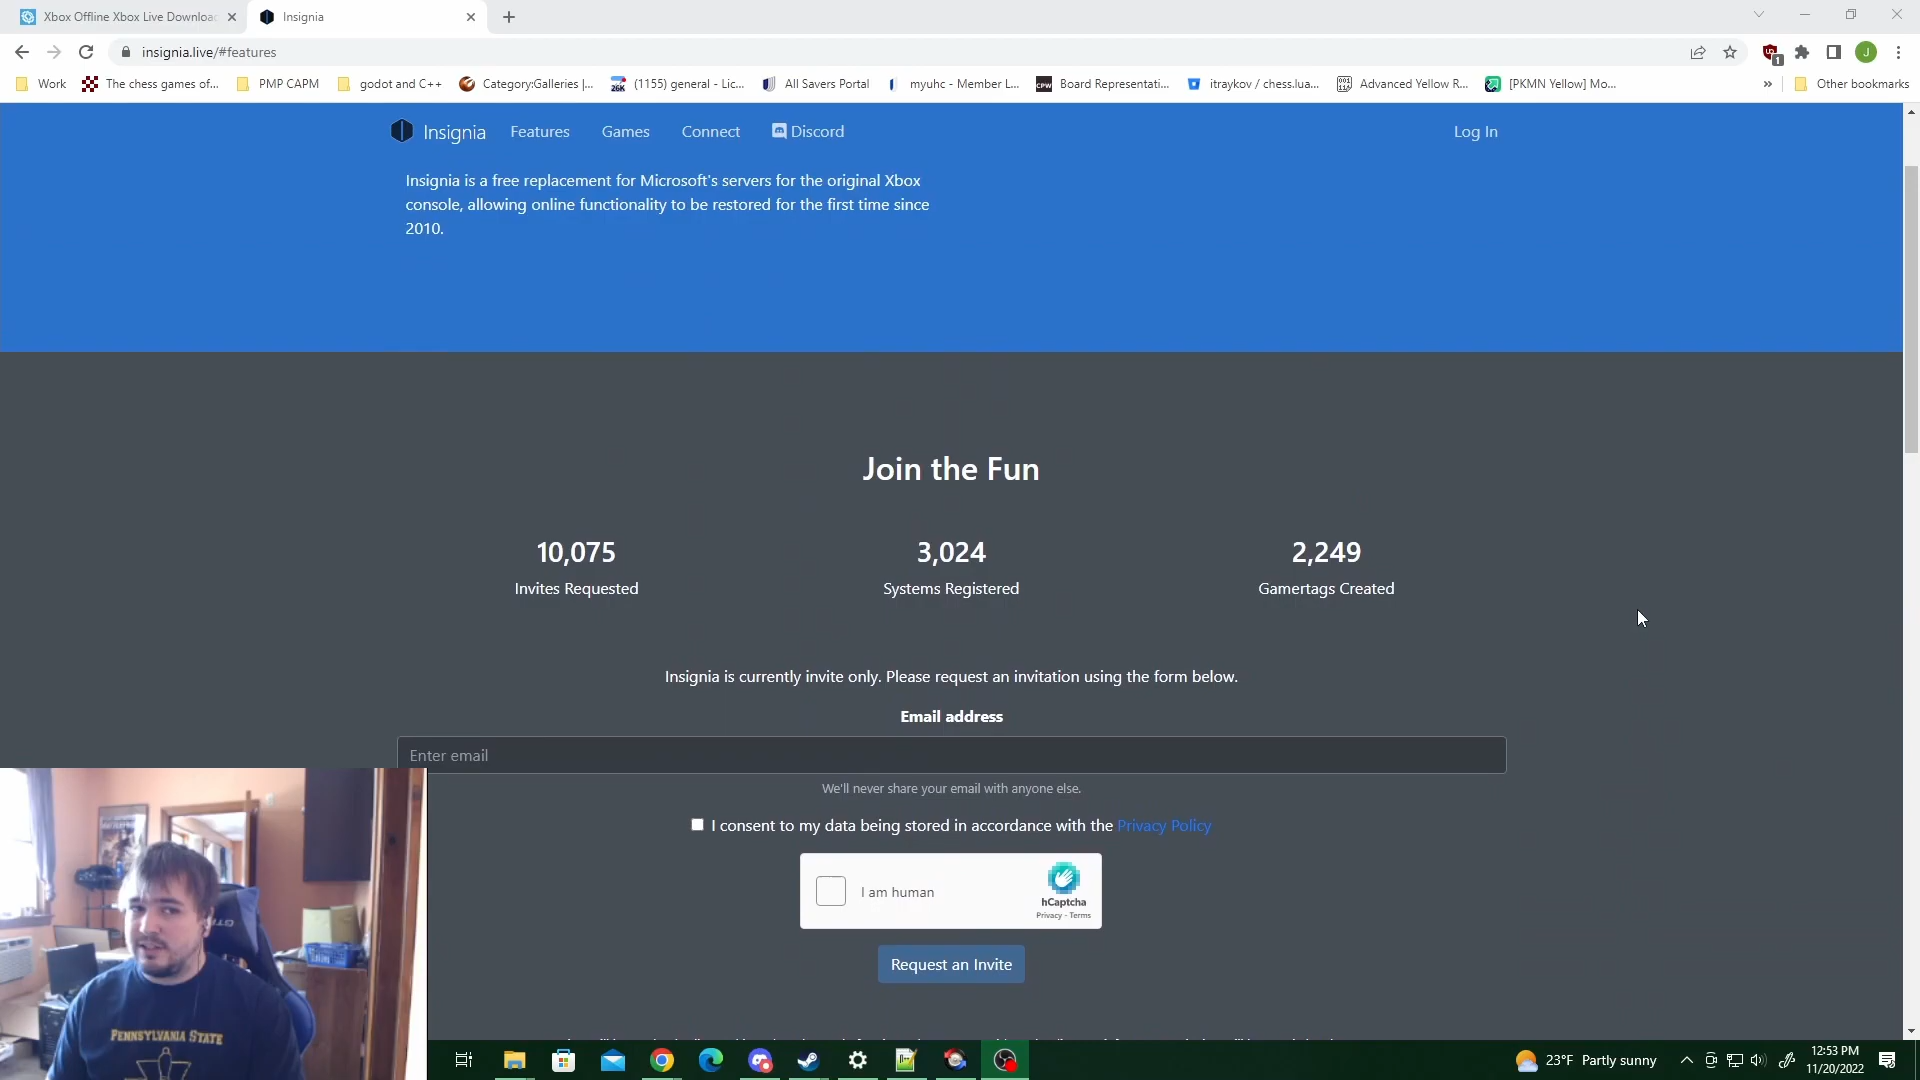 Xbox Offline Xbox Live Downloa
Insignia
insignia.live/#features
Work
The chess games of...
PMP CAPM
godot and C++
Category:Galleries |...
(1155) general - Lic...
All Savers Portal
myuhc - Member L...
Board Representati...
itraykov / chess.lua...
Advanced Yellow R...
[PKMN Yellow] Mo...
»
Other bookmarks
Insignia
Features
Games
Connect
Discord
Log In
Insignia is a free replacement for Microsoft's servers for the original Xbox
console, allowing online functionality to be restored for the first time since
2010.
Join the Fun
10,075
3,024
2,249
Invites Requested
Systems Registered
Gamertags Created
Insignia is currently invite only. Please request an invitation using the form below.
Email address
Enter email
We'll never share your email with anyone else.
I consent to my data being stored in accordance with the Privacy Policy
I am human
hCaptcha
Privacy - Terms
Request an Invite
PENNSYLVANIA STATE
23°F Partly sunny
12:53 PM
11/20/2022